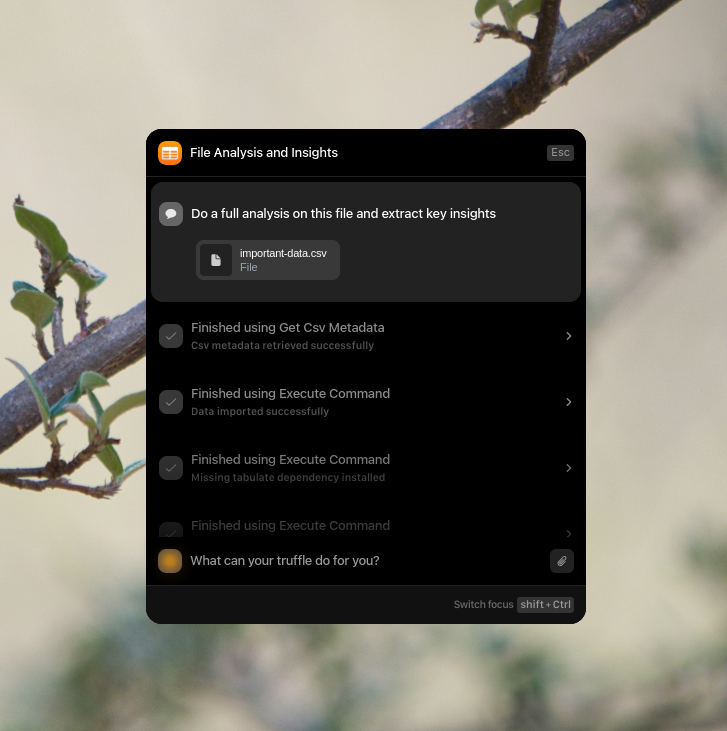 File Analysis and Insights
Esc
Do a full analysis on this file and extract key insights
important-data.csv
File
Finished using Get Csv Metadata
Csv metadata retrieved successfully
Finished using Execute Command
Data imported successfully
Finished using Execute Command
Missing tabulate dependency installed
Finished using Execute Command
What can your truffle do for you?
Switch focus shift+Ctrl